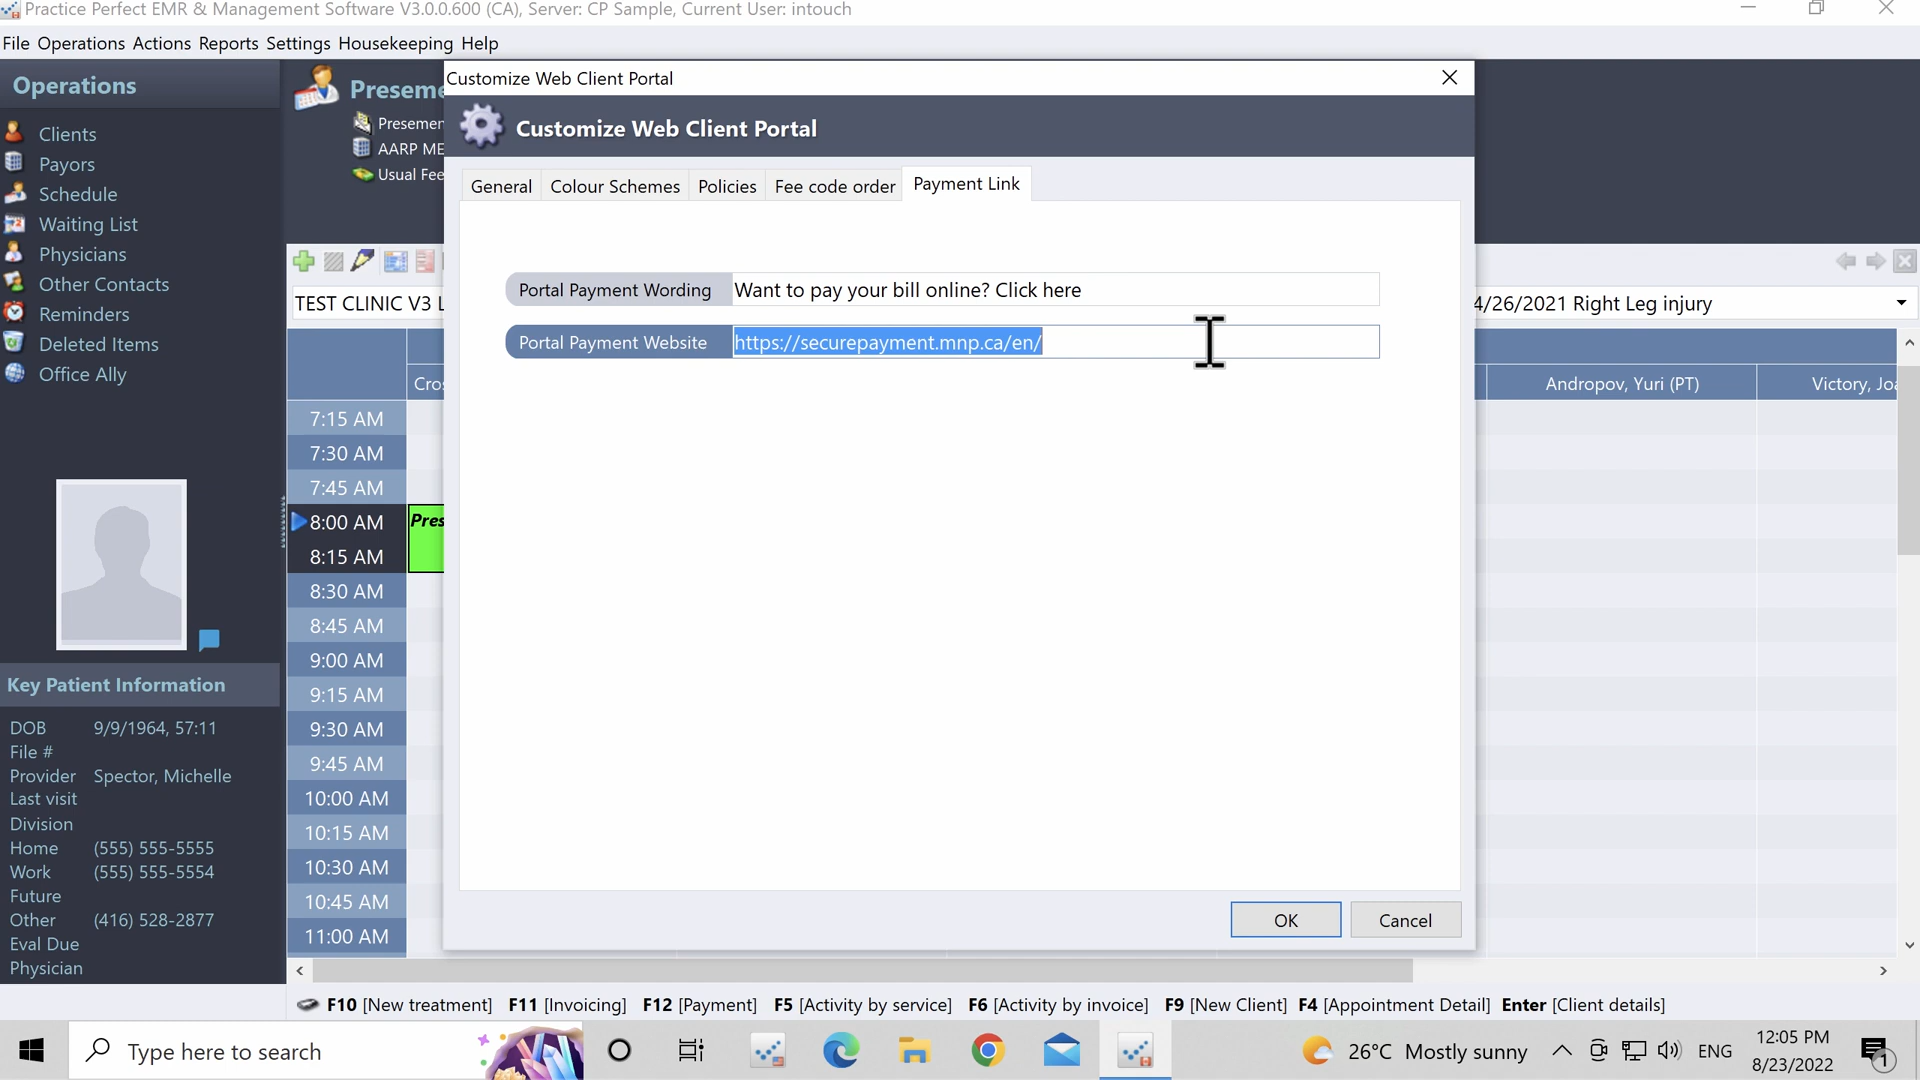 Practice Perfect EMR & Management Software V3.0.0.600 (CA), Server: CP Sample, Current User: intouch
File Operations Actions Reports Settings Housekeeping Help
Operations
Clients
Payors
Schedule
Waiting List
Physicians
Other Contacts
Reminders
Deleted Items
Office Ally
Key Patient Information
DOB 9/9/1964, 57:11
File #
Provider Spector, Michelle
Last visit
Division
Home (555) 555-5555
Work (555) 555-5554
Future
Other (416) 528-2877
Eval Due
Physician
Preseme
Presemer
AARP ME
Usual Fee
TEST CLINIC V3 L
4/26/2021 Right Leg injury
Cros
Andropov, Yuri (PT)
Victory, Joa
7:15 AM
7:30 AM
7:45 AM
8:00 AM
Pres
8:15 AM
8:30 AM
8:45 AM
9:00 AM
9:15 AM
9:30 AM
9:45 AM
10:00 AM
10:15 AM
10:30 AM
10:45 AM
11:00 AM
Customize Web Client Portal
Customize Web Client Portal
General Colour Schemes Policies Fee code order Payment Link
Portal Payment Wording Want to pay your bill online? Click here
Portal Payment Website https://securepayment.mnp.ca/en/
OK Cancel
F10 [New treatment] F11 [Invoicing] F12 [Payment] F5 [Activity by service] F6 [Activity by invoice] F9 [New Client] F4 [Appointment Detail] Enter [Client details]
Type here to search
26°C Mostly sunny
ENG
12:05 PM
8/23/2022
1